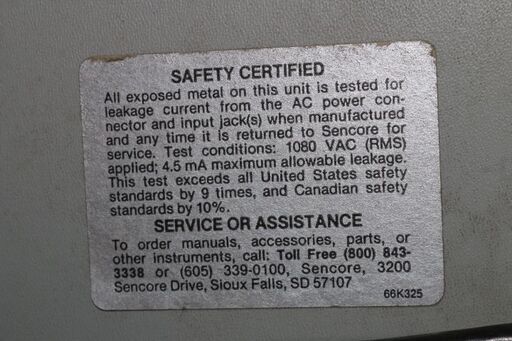 SAFETY CERTIFIED
All exposed metal on this unit is tested for
leakage current from the AC power con-
nector and input jack(s) when manufactured
and any time it is returned to Sencore for
service. Test conditions: 1080 VAC (RMS)
applied; 4.5 mA maximum allowable leakage.
This test exceeds all United States safety
standards by 9 times, and Canadian safety
standards by 10%.
SERVICE OR ASSISTANCE
To order manuals, accessories, parts, or
other instruments, call: Toll Free (800) 843-
3338 or (605) 339-0100, Sencore, 3200
Sencore Drive, Sioux Falls, SD 57107
66K325